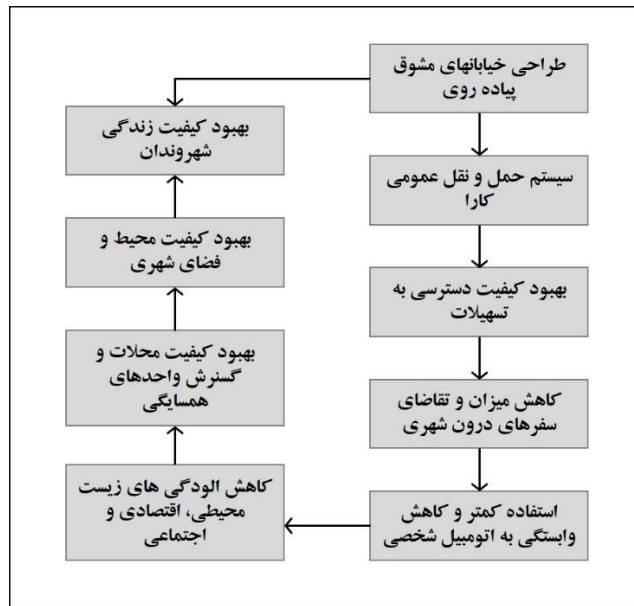 طراحی خیابانهای مشوق
پیاده روی
سیستم حمل و نقل عمومی
کارا
بهبود کیفیت دسترسی به
تسهیلات
کاهش میزان و تقاضای
سفرهای درون شهری
استفاده کمتر و کاهش
وابستگی به اتومبیل شخصی
کاهش الودگی های زیست
محیطی، اقتصادی و
اجتماعی
بهبود کیفیت محلات و
گسترش واحدهای
همسایگی
بهبود کیفیت محیط و
فضای شهری
بهبود کیفیت زندگی
شهروندان